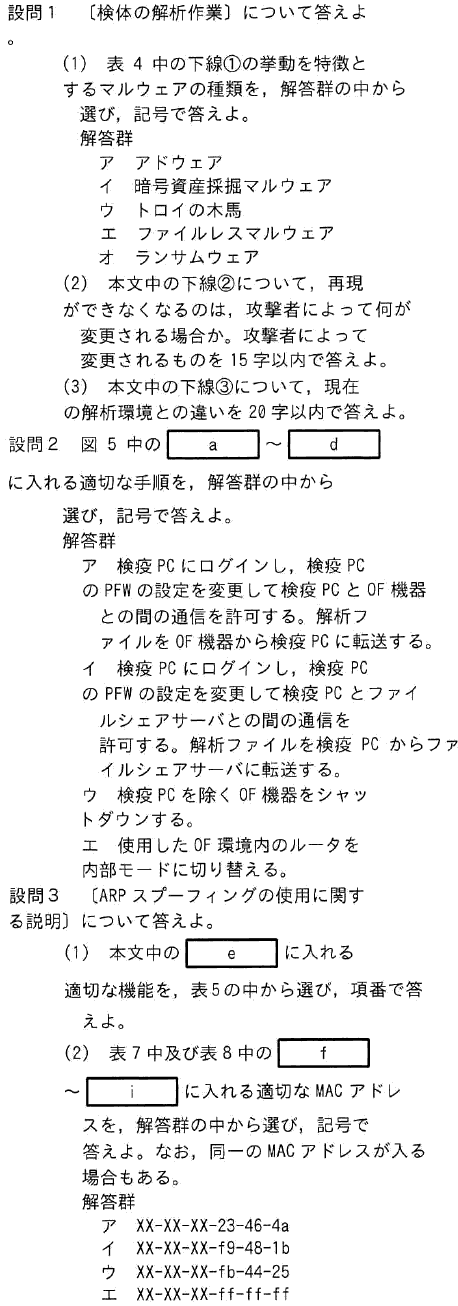 設問1　〔検体の解析作業〕について答えよ
。
(1)　表 4 中の下線①の挙動を特徴と
するマルウェアの種類を，解答群の中から
選び，記号で答えよ。
解答群
ア　アドウェア
イ　暗号資産採掘マルウェア
ウ　トロイの木馬
エ　ファイルレスマルウェア
オ　ランサムウェア
(2)　本文中の下線②について，再現
ができなくなるのは，攻撃者によって何が
変更される場合か。攻撃者によって
変更されるものを 15 字以内で答えよ。
(3)　本文中の下線③について，現在
の解析環境との違いを 20 字以内で答えよ。
設問2　図 5 中の a ～ d
に入れる適切な手順を，解答群の中から
選び，記号で答えよ。
解答群
ア　検疫 PC にログインし，検疫 PC
の PFW の設定を変更して検疫 PC と OF 機器
との間の通信を許可する。解析フ
ァイルを OF 機器から検疫 PC に転送する。
イ　検疫 PC にログインし，検疫 PC
の PFW の設定を変更して検疫 PC とファイ
ルシェアサーバとの間の通信を
許可する。解析ファイルを検疫 PC からファ
イルシェアサーバに転送する。
ウ　検疫 PC を除く OF 機器をシャッ
トダウンする。
エ　使用した OF 環境内のルータを
内部モードに切り替える。
設問3　〔ARP スプーフィングの使用に関す
る説明〕について答えよ。
(1)　本文中の e に入れる
適切な機能を，表5の中から選び，項番で答
えよ。
(2)　表 7 中及び表 8 中の f
～ i に入れる適切な MAC アドレ
スを，解答群の中から選び，記号で
答えよ。なお，同一の MAC アドレスが入る
場合もある。
解答群
ア　XX-XX-XX-23-46-4a
イ　XX-XX-XX-f9-48-1b
ウ　XX-XX-XX-fb-44-25
エ　XX-XX-XX-ff-ff-ff